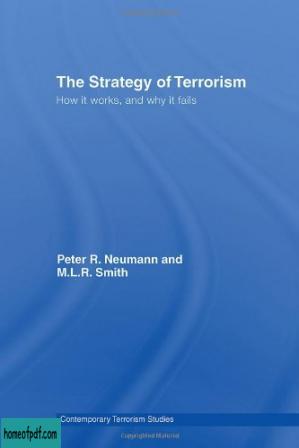 The Strategy of Terrorism
How it works, and why it fails
Peter R. Neumann and
M.L.R. Smith
Contemporary Terrorism Studies
homeofpdf.com